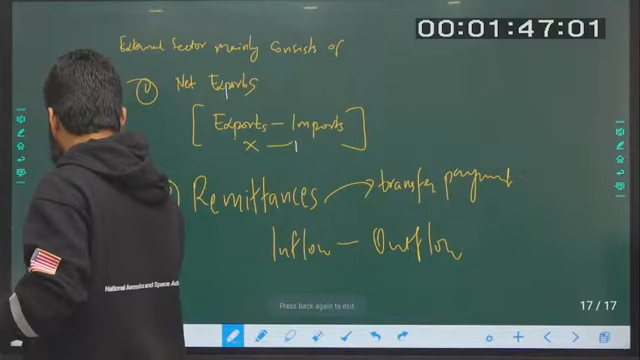 00:01:47:01
External Sector mainly consists of
① Net Exports
[ Exports — Imports ]
X — I
) Remittances → transfer payment
Inflow — Outflow
National Aeronautics and Space Ad
Press back again to exit.
17/17